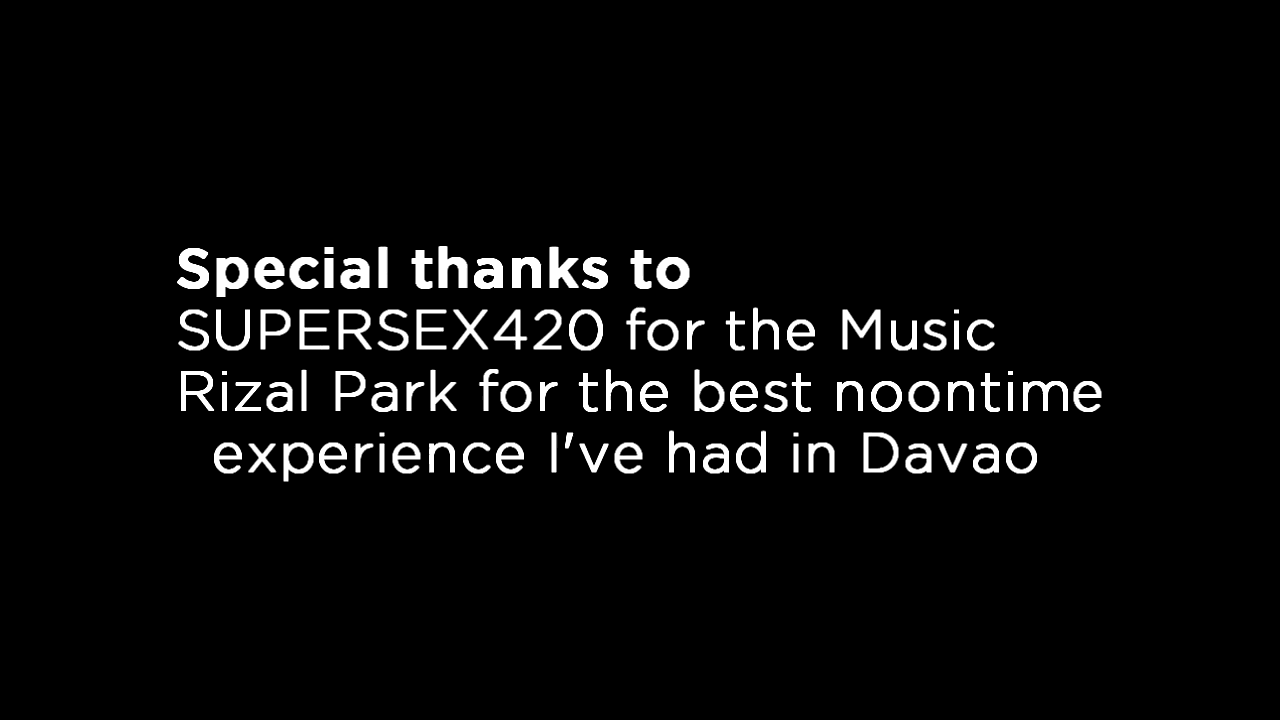 Special thanks to
SUPERSEX420 for the Music
Rizal Park for the best noontime
experience I've had in Davao